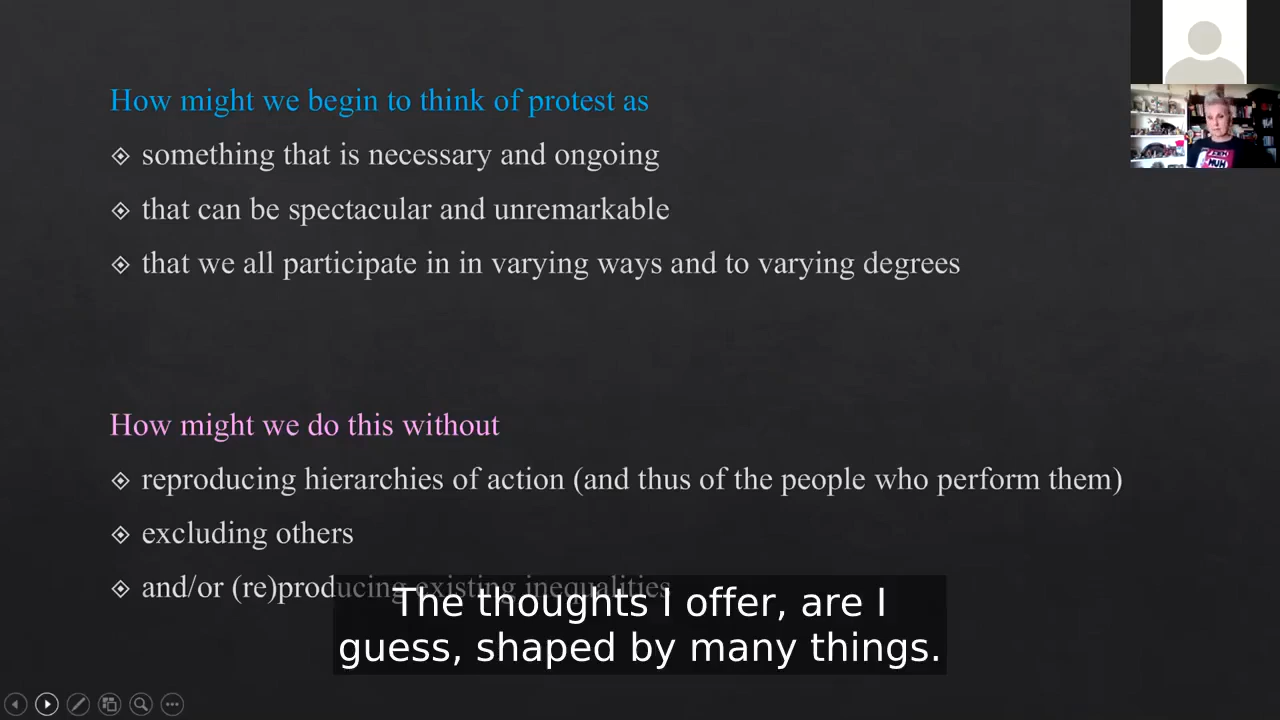 How might we begin to think of protest as
something that is necessary and ongoing
that can be spectacular and unremarkable
that we all participate in in varying ways and to varying degrees
How might we do this without
reproducing hierarchies of action (and thus of the people who perform them)
excluding others
and/or (re)producing existing inequalities
The thoughts I offer, are I
guess, shaped by many things.